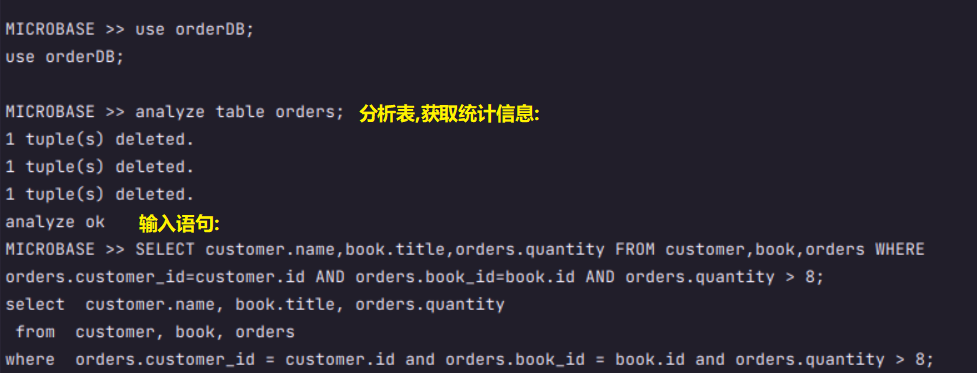 MICROBASE >> use orderDB;
use orderDB;
MICROBASE >> analyze table orders; 分析表,获取统计信息:
1 tuple(s) deleted.
1 tuple(s) deleted.
1 tuple(s) deleted.
analyze ok 输入语句:
MICROBASE >> SELECT customer.name,book.title,orders.quantity FROM customer,book,orders WHERE
orders.customer_id=customer.id AND orders.book_id=book.id AND orders.quantity > 8;
select  customer.name, book.title, orders.quantity
 from  customer, book, orders
where  orders.customer_id = customer.id and orders.book_id = book.id and orders.quantity > 8;